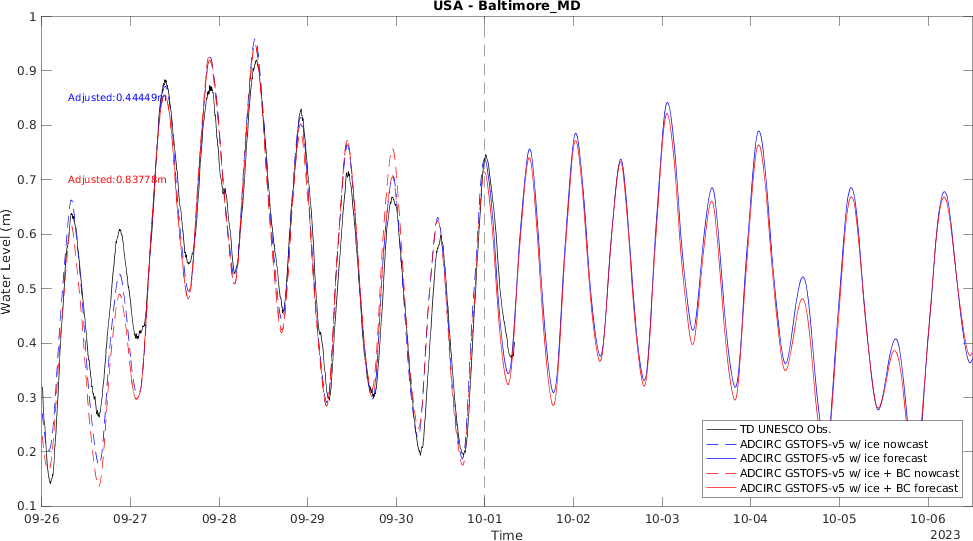 USA - Baltimore_MD
1
0.9
0.8
0.7
0.6
0.5
0.4
0.3
0.2
0.1
Water Level (m)
Adjusted:0.44449m
Adjusted:0.83778m
TD UNESCO Obs.
ADCIRC GSTOFS-v5 w/ ice nowcast
ADCIRC GSTOFS-v5 w/ ice forecast
ADCIRC GSTOFS-v5 w/ ice + BC nowcast
ADCIRC GSTOFS-v5 w/ ice + BC forecast
09-26 09-27 09-28 09-29 09-30 10-01 10-02 10-03 10-04 10-05 10-06
Time
2023